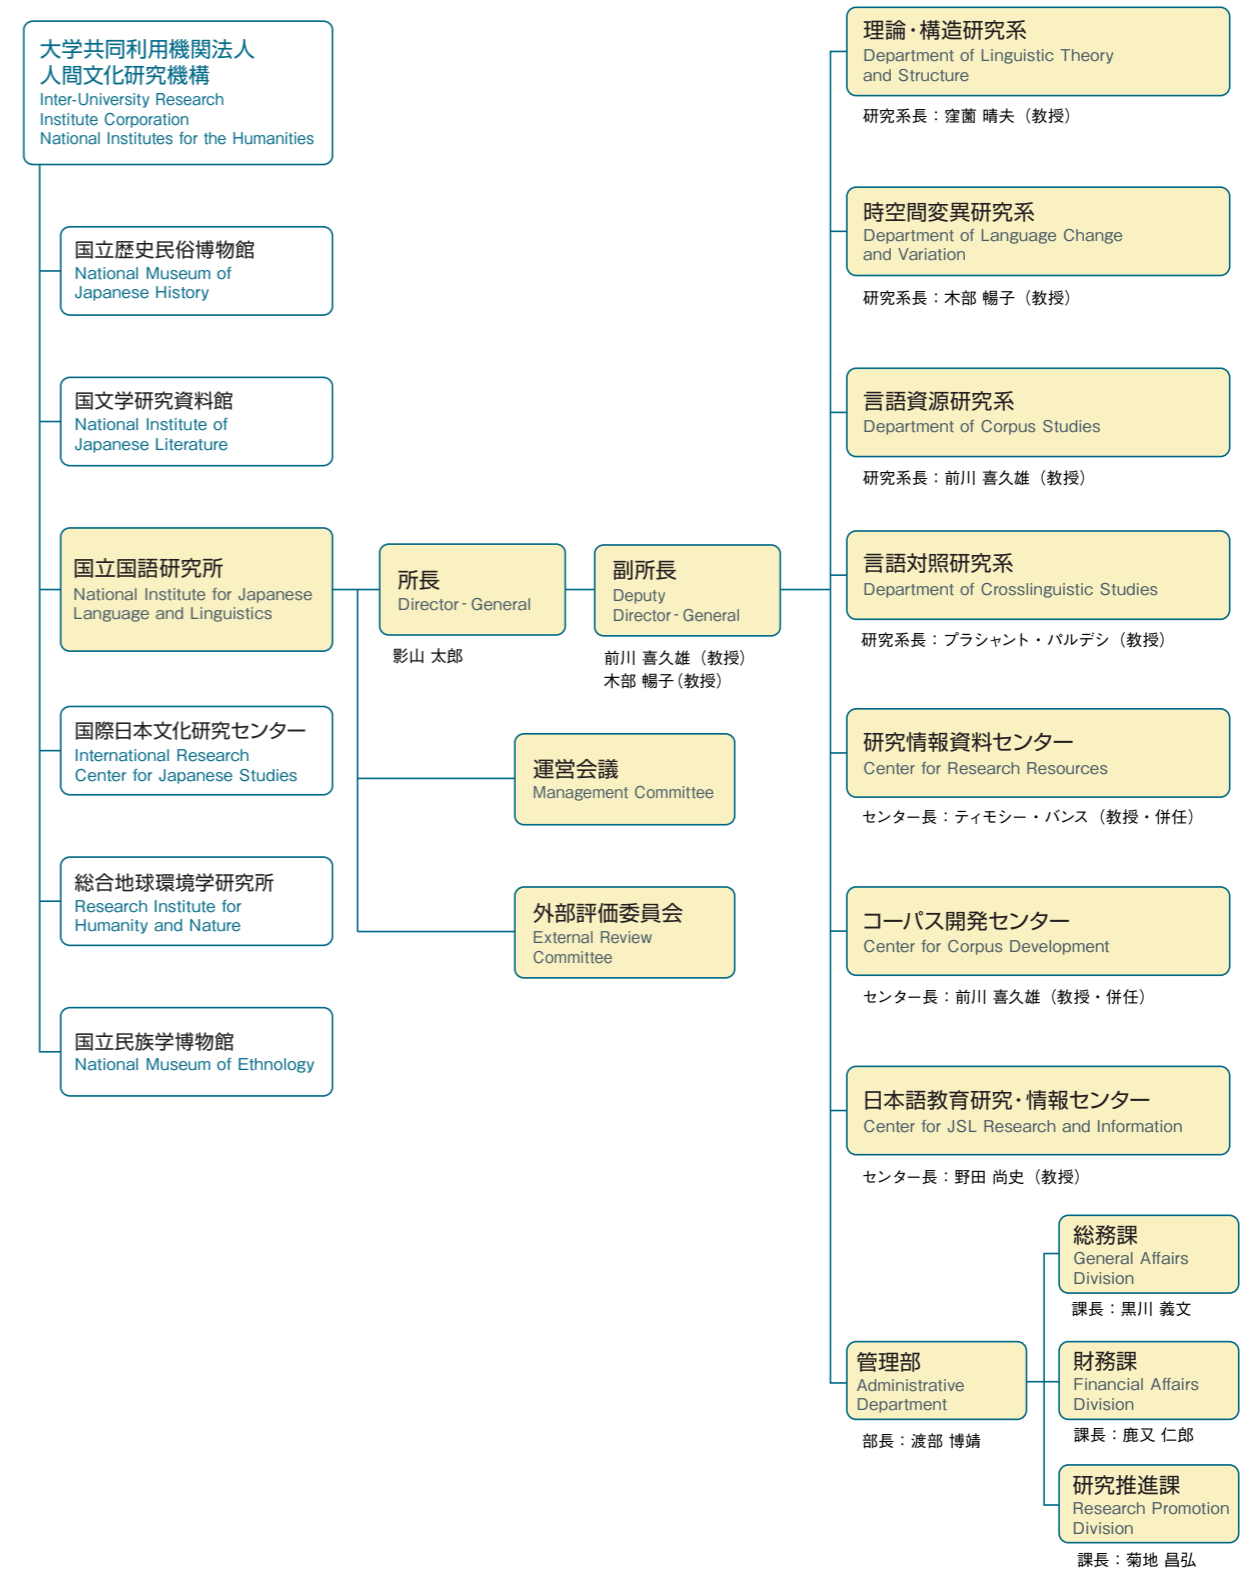 大学共同利用機関法人
人間文化研究機構
Inter-University Research
Institute Corporation
National Institutes for the Humanities
国立歴史民俗博物館
National Museum of
Japanese History
国文学研究資料館
National Institute of
Japanese Literature
国立国語研究所
National Institute for Japanese
Language and Linguistics
国際日本文化研究センター
International Research
Center for Japanese Studies
総合地球環境学研究所
Research Institute for
Humanity and Nature
国立民族学博物館
National Museum of Ethnology
所長
Director-General
影山 太郎
副所長
Deputy
Director-General
前川 喜久雄（教授）
木部 暢子（教授）
運営会議
Management Committee
外部評価委員会
External Review
Committee
理論・構造研究系
Department of Linguistic Theory
and Structure
研究系長：窪薗 晴夫（教授）
時空間変異研究系
Department of Language Change
and Variation
研究系長：木部 暢子（教授）
言語資源研究系
Department of Corpus Studies
研究系長：前川 喜久雄（教授）
言語対照研究系
Department of Crosslinguistic Studies
研究系長：プラシャント・パルデシ（教授）
研究情報資料センター
Center for Research Resources
センター長：ティモシー・バンス（教授・併任）
コーパス開発センター
Center for Corpus Development
センター長：前川 喜久雄（教授・併任）
日本語教育研究・情報センター
Center for JSL Research and Information
センター長：野田 尚史（教授）
管理部
Administrative
Department
部長：渡部 博靖
総務課
General Affairs
Division
課長：黒川 義文
財務課
Financial Affairs
Division
課長：鹿又 仁郎
研究推進課
Research Promotion
Division
課長：菊地 昌弘